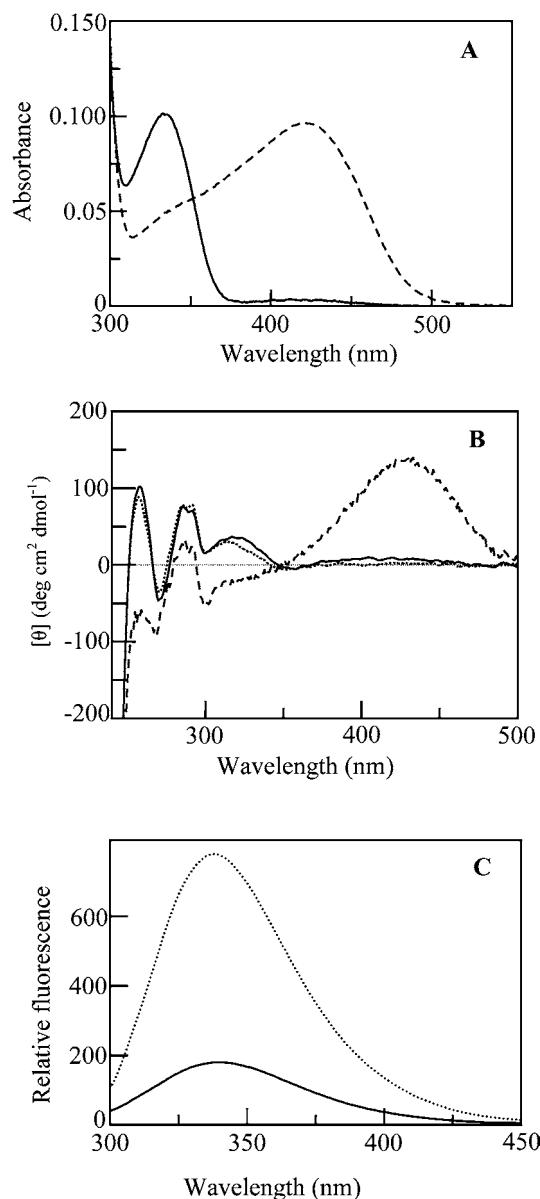 0.150
A
0.100
Absorbance
0.05
0
300
400
500
Wavelength (nm)
200
B
100
0
[θ] (deg cm² dmol⁻¹)
-100
-200
300
400
500
Wavelength (nm)
C
600
400
Relative fluorescence
200
0
300
350
400
450
Wavelength (nm)